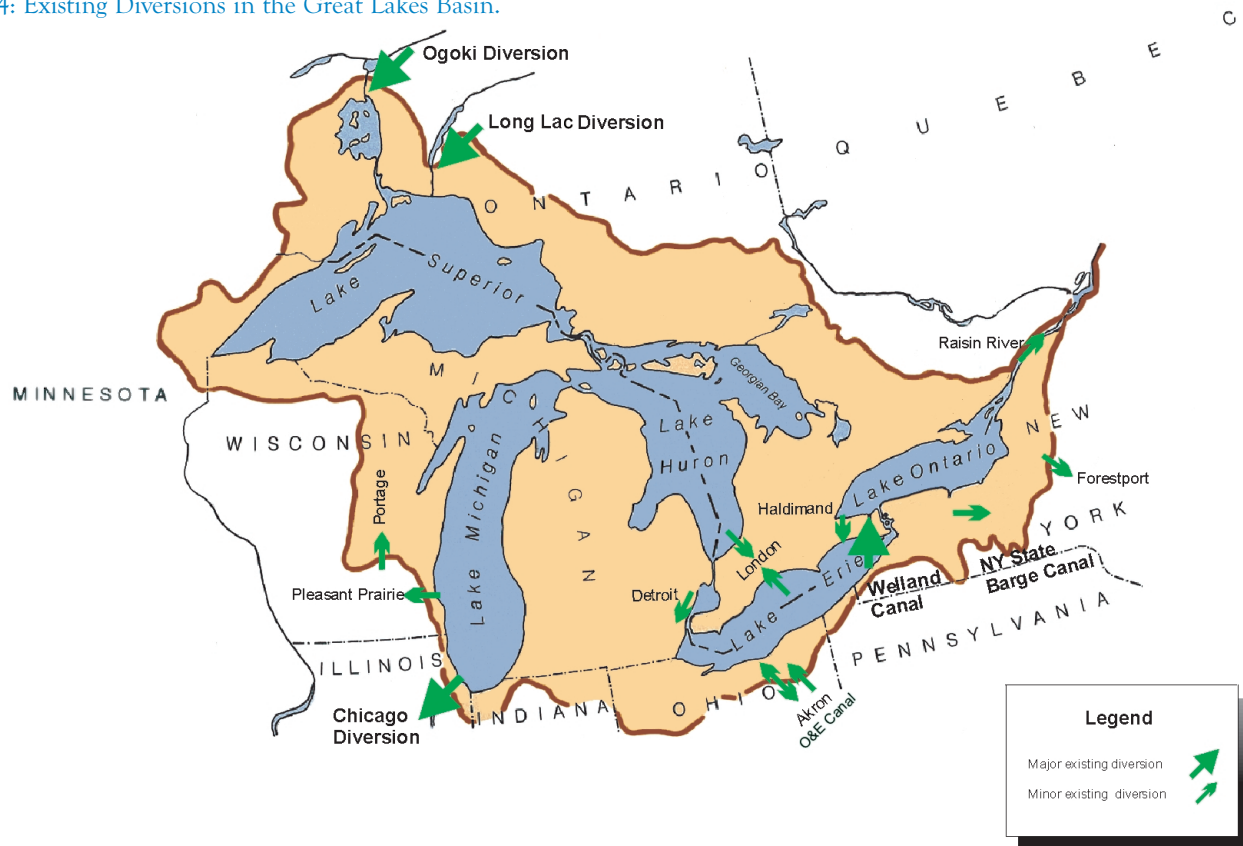 4: Existing Diversions in the Great Lakes Basin.
Ogoki Diversion
Long Lac Diversion
QUEBEC
ONTARIO
Lake Superior
Georgian Bay
Raisin River
MINNESOTA
WISCONSIN
MICHIGAN
Lake Michigan
Lake Huron
Lake Ontario
NEW YORK
Forestport
Portage
Haldimand
London
Lake Erie
Pleasant Prairie
Detroit
Welland
Canal
NY State
Barge Canal
PENNSYLVANIA
ILLINOIS
INDIANA
OHIO
Akron
O&E Canal
Chicago
Diversion
Legend
Major existing diversion
Minor existing diversion